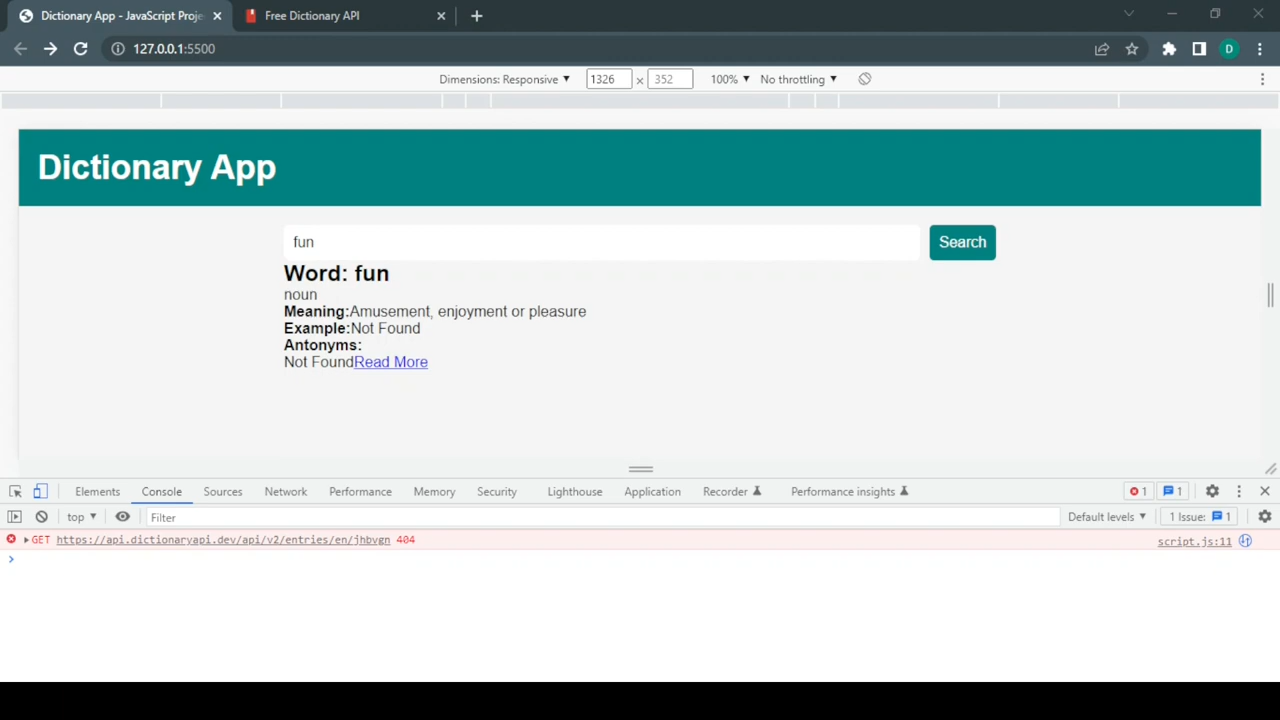 Dictionary App - JavaScript Proje
Free Dictionary API
127.0.0.1:5500
D
Dimensions: Responsive
1326
×
352
100%
No throttling
Dictionary App
fun
Search
Word: fun
noun
Meaning:Amusement, enjoyment or pleasure
Example:Not Found
Antonyms:
Not FoundRead More
Elements
Console
Sources
Network
Performance
Memory
Security
Lighthouse
Application
Recorder
Performance insights
1
1
top
Filter
Default levels
1 Issue:
1
GET https://api.dictionaryapi.dev/api/v2/entries/en/jhbvgn 404
script.js:11